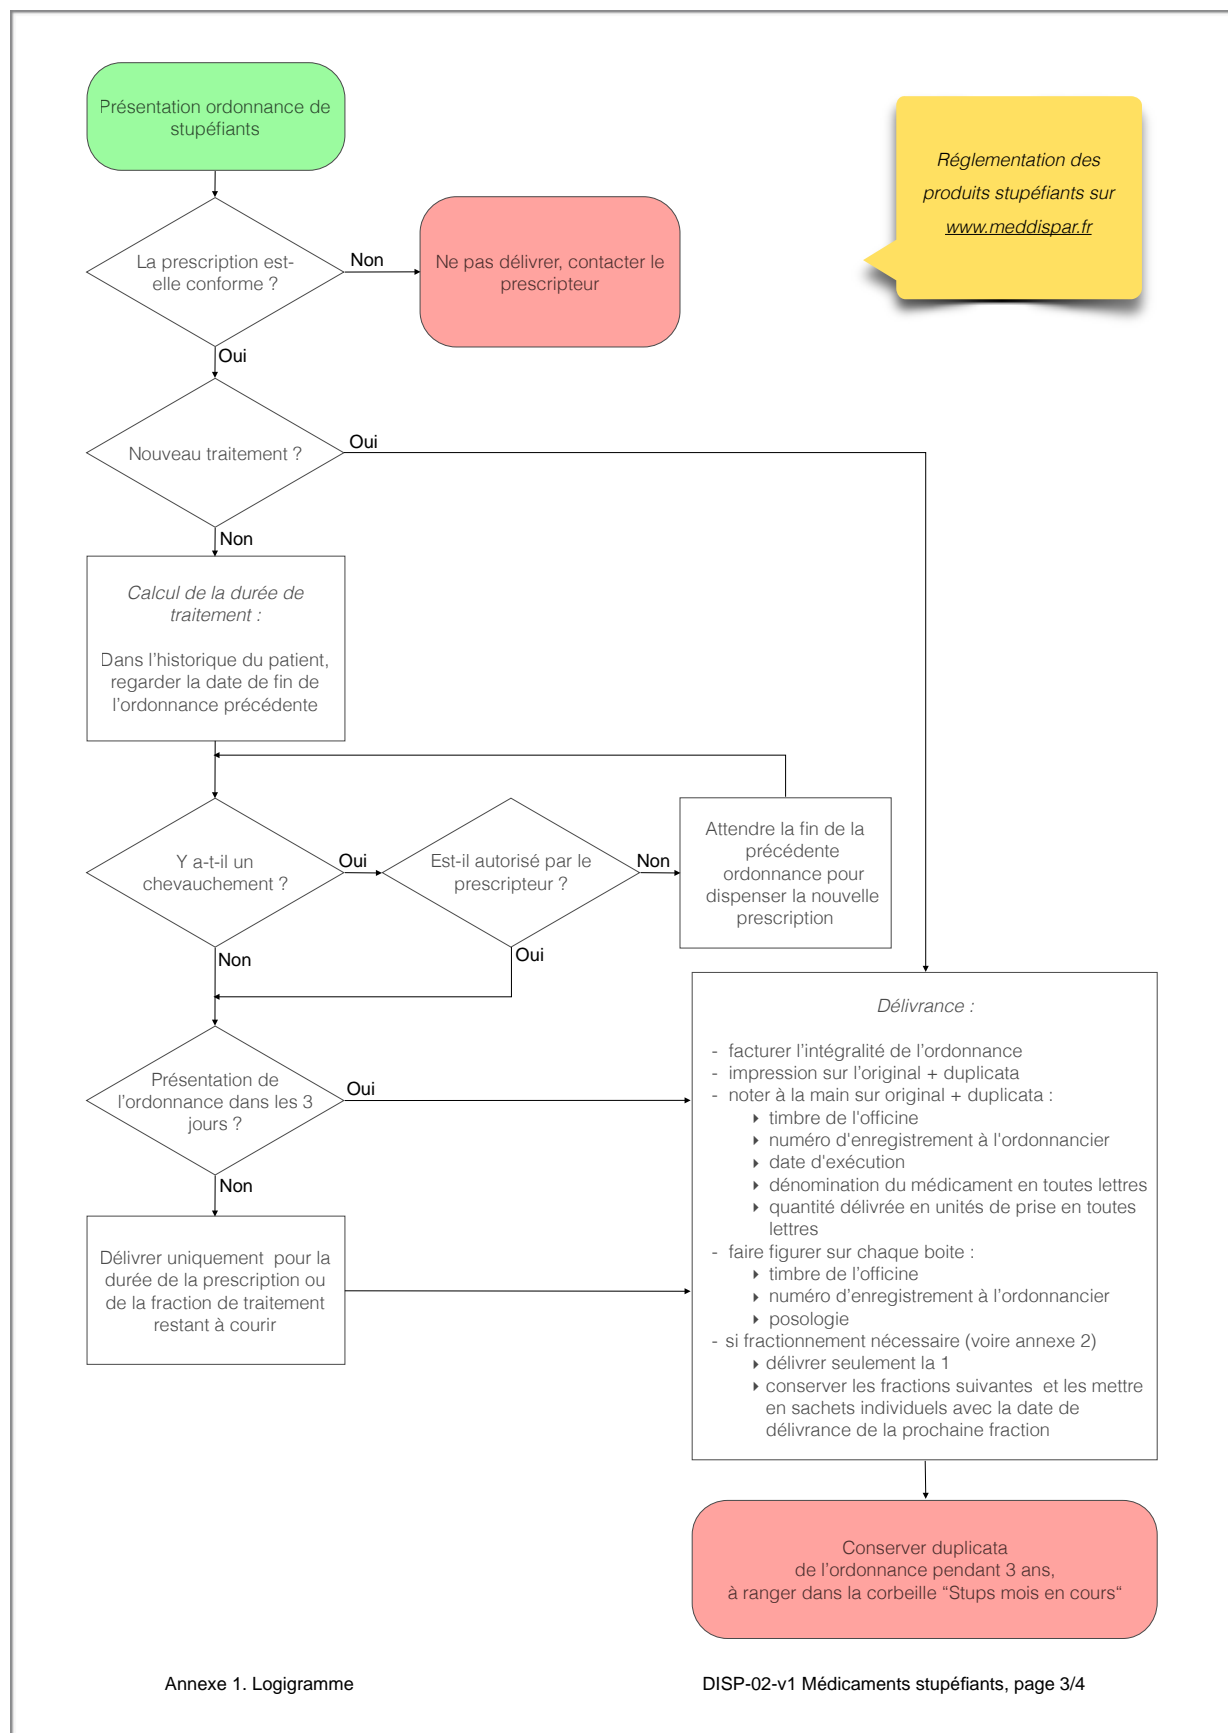 Présentation ordonnance de
stupéfiants
Réglementation des
produits stupéfiants sur
www.meddispar.fr
La prescription est-
elle conforme ?
Non
Ne pas délivrer, contacter le
prescripteur
Oui
Nouveau traitement ?
Oui
Non
Calcul de la durée de
traitement :
Dans l'historique du patient,
regarder la date de fin de
l'ordonnance précédente
Y a-t-il un
chevauchement ?
Oui
Est-il autorisé par le
prescripteur ?
Non
Attendre la fin de la
précédente
ordonnance pour
dispenser la nouvelle
prescription
Non
Oui
Présentation de
l'ordonnance dans les 3
jours ?
Oui
Non
Délivrer uniquement pour la
durée de la prescription ou
de la fraction de traitement
restant à courir
Délivrance :
- facturer l'intégralité de l'ordonnance
- impression sur l'original + duplicata
- noter à la main sur original + duplicata :
‣ timbre de l'officine
‣ numéro d'enregistrement à l'ordonnancier
‣ date d'exécution
‣ dénomination du médicament en toutes lettres
‣ quantité délivrée en unités de prise en toutes
lettres
- faire figurer sur chaque boite :
‣ timbre de l'officine
‣ numéro d'enregistrement à l'ordonnancier
‣ posologie
- si fractionnement nécessaire (voire annexe 2)
‣ délivrer seulement la 1
‣ conserver les fractions suivantes et les mettre
en sachets individuels avec la date de
délivrance de la prochaine fraction
Conserver duplicata
de l'ordonnance pendant 3 ans,
à ranger dans la corbeille “Stups mois en cours“
Annexe 1. Logigramme
DISP-02-v1 Médicaments stupéfiants, page 3/4